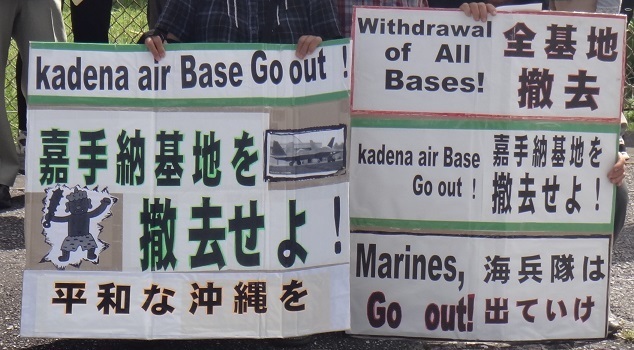 kadena air Base Go out !
嘉手納基地を
撤去せよ!
平和な沖縄を
Withdrawal
of All
Bases!
全基地
撤去
kadena air Base
Go out !
嘉手納基地を
撤去せよ!
Marines,
Go out!
海兵隊は
出ていけ